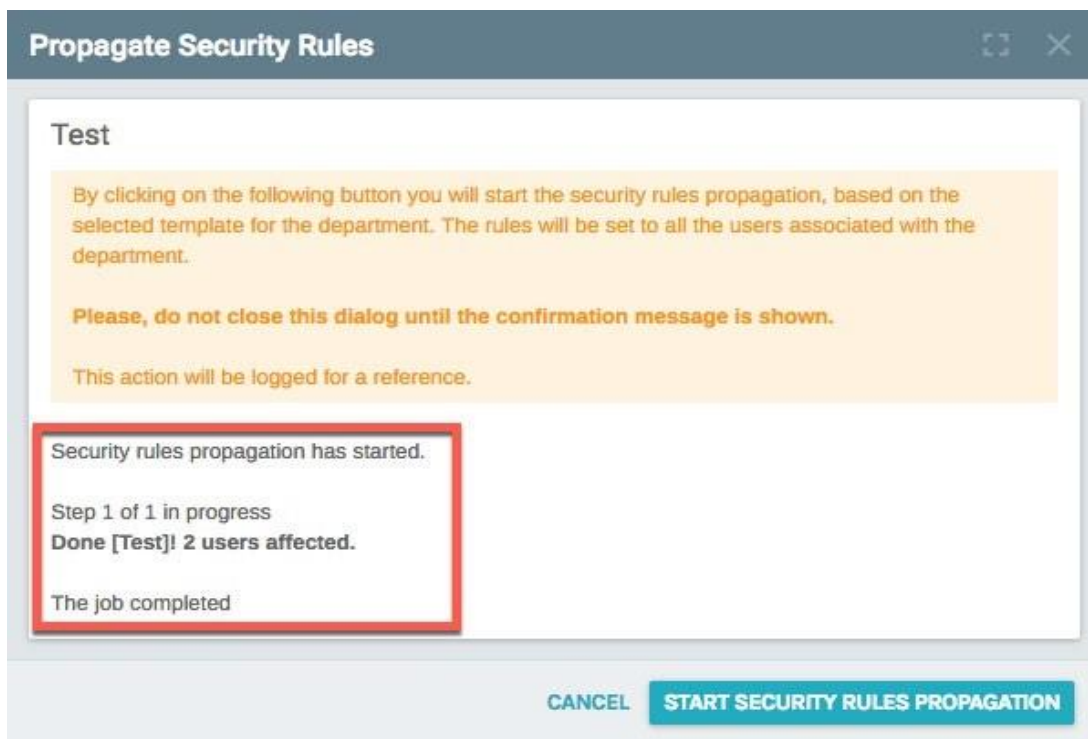 Propagate Security Rules
Test
By clicking on the following button you will start the security rules propagation, based on the
selected template for the department. The rules will be set to all the users associated with the
department.
Please, do not close this dialog until the confirmation message is shown.
This action will be logged for a reference.
Security rules propagation has started.
Step 1 of 1 in progress
Done [Test]! 2 users affected.
The job completed
CANCEL START SECURITY RULES PROPAGATION